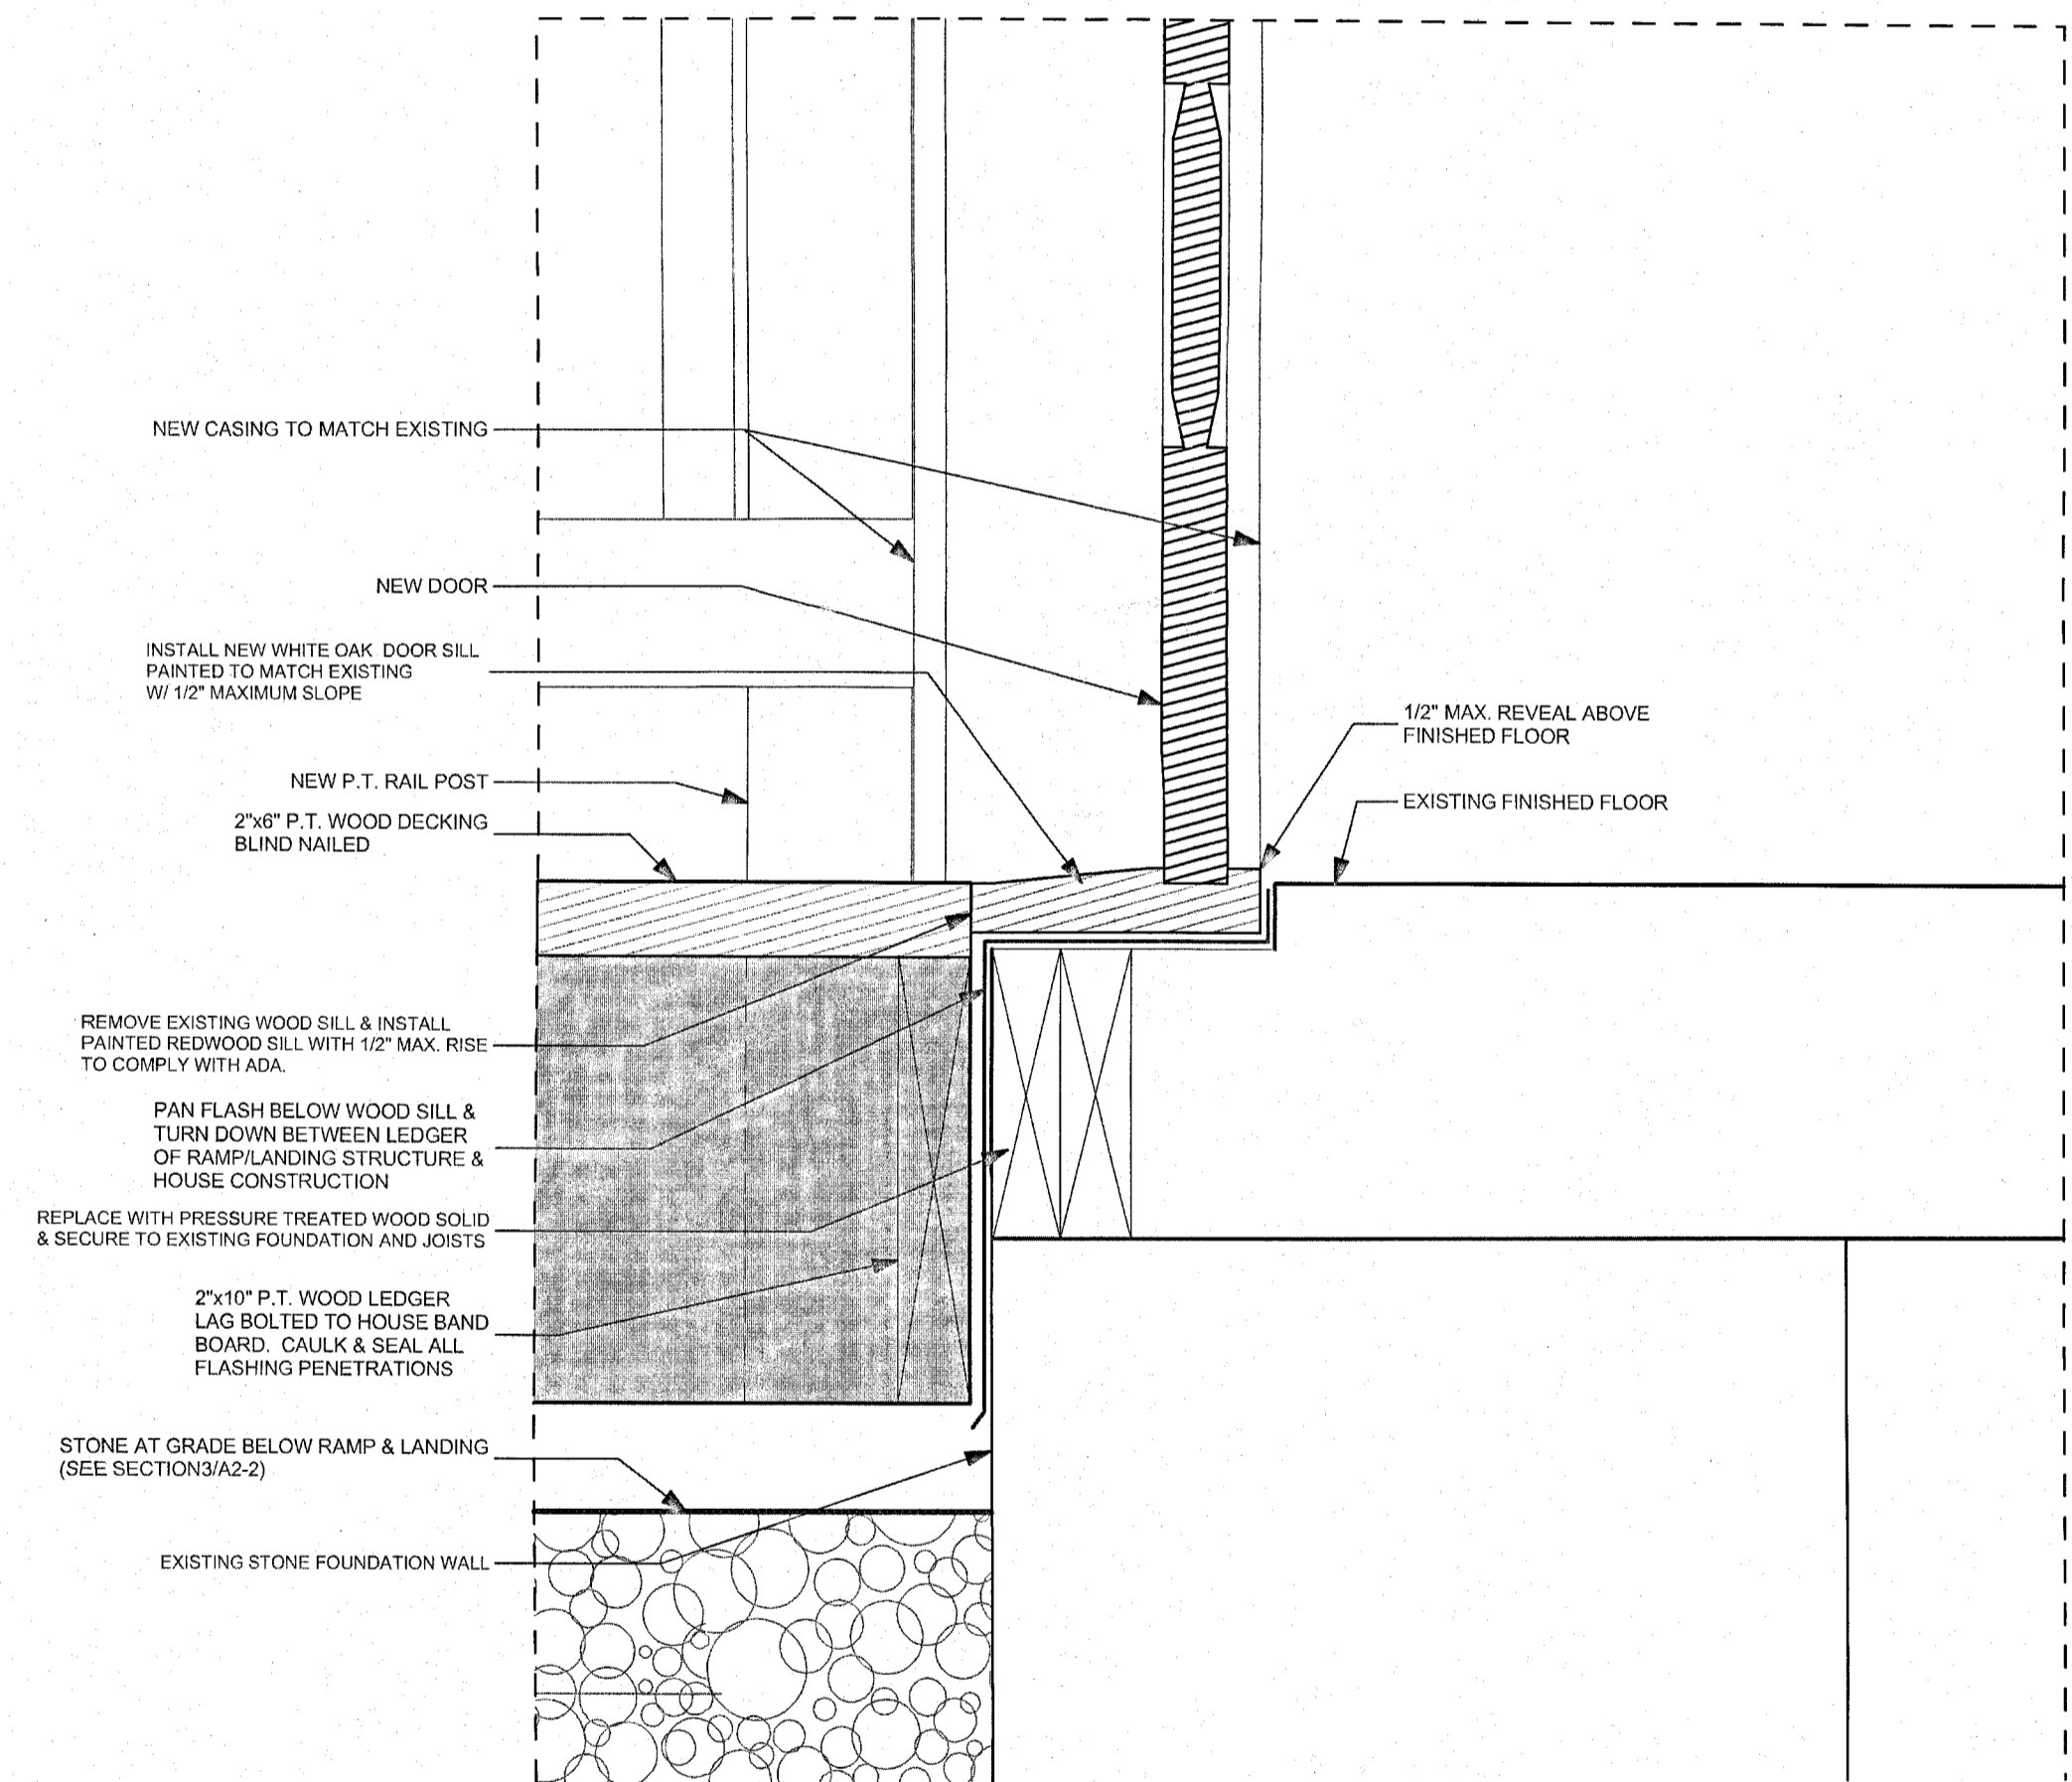 NEW CASING TO MATCH EXISTING
NEW DOOR
INSTALL NEW WHITE OAK DOOR SILL
PAINTED TO MATCH EXISTING
W/ 1/2" MAXIMUM SLOPE
1/2" MAX. REVEAL ABOVE
FINISHED FLOOR
NEW P.T. RAIL POST
EXISTING FINISHED FLOOR
2"x6" P.T. WOOD DECKING
BLIND NAILED
REMOVE EXISTING WOOD SILL & INSTALL
PAINTED REDWOOD SILL WITH 1/2" MAX. RISE
TO COMPLY WITH ADA.
PAN FLASH BELOW WOOD SILL &
TURN DOWN BETWEEN LEDGER
OF RAMP/LANDING STRUCTURE &
HOUSE CONSTRUCTION
REPLACE WITH PRESSURE TREATED WOOD SOLID
& SECURE TO EXISTING FOUNDATION AND JOISTS
2"x10" P.T. WOOD LEDGER
LAG BOLTED TO HOUSE BAND
BOARD. CAULK & SEAL ALL
FLASHING PENETRATIONS
STONE AT GRADE BELOW RAMP & LANDING
(SEE SECTION3/A2-2)
EXISTING STONE FOUNDATION WALL